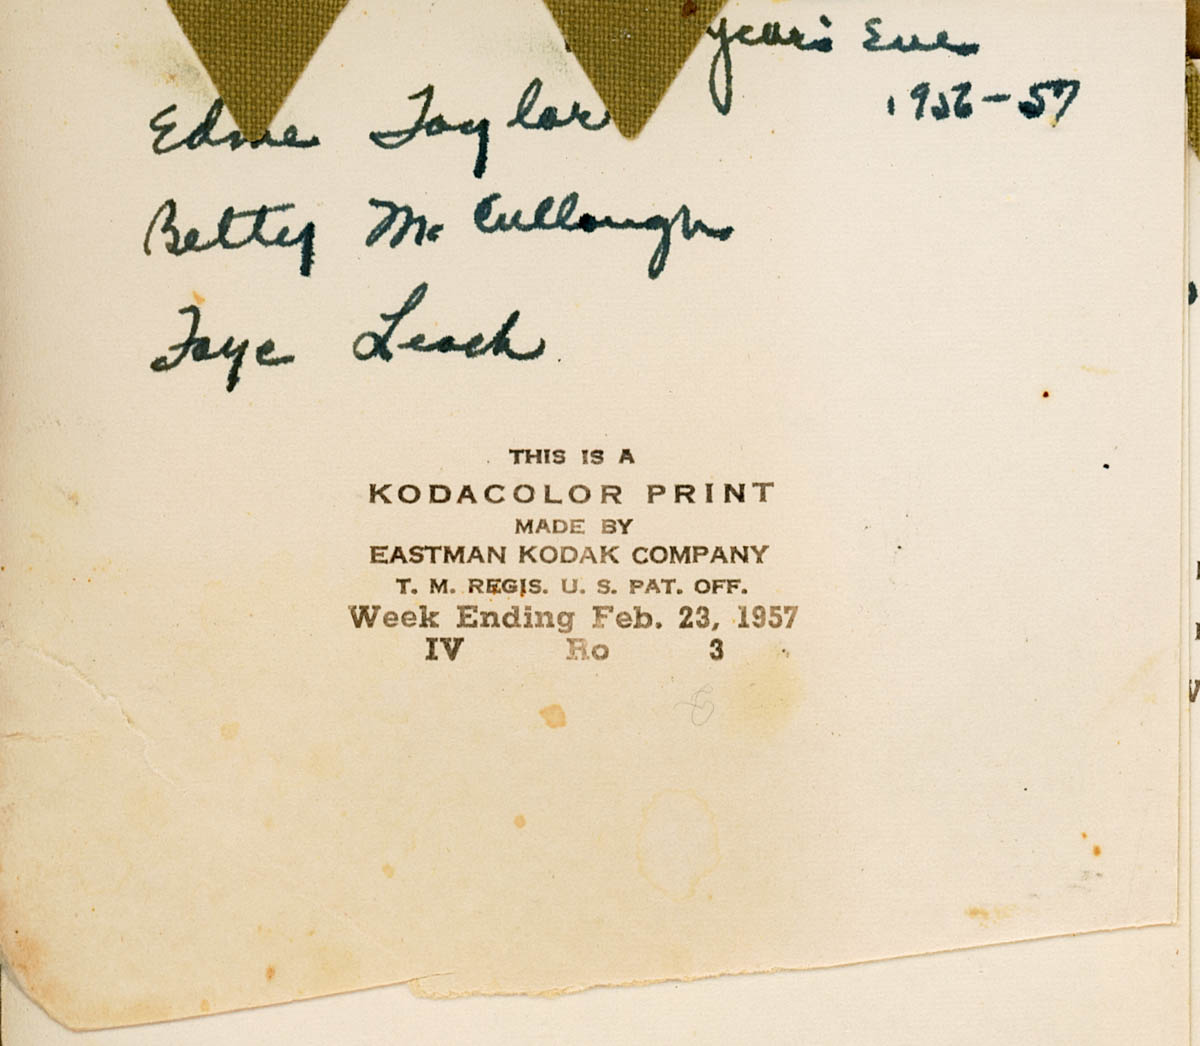 Year's Eve
1956-57
Edna Taylor
Betty McCullough
Faye Leach
THIS IS A
KODACOLOR PRINT
MADE BY
EASTMAN KODAK COMPANY
T. M. REGIS. U. S. PAT. OFF.
Week Ending Feb. 23, 1957
IV Ro 3